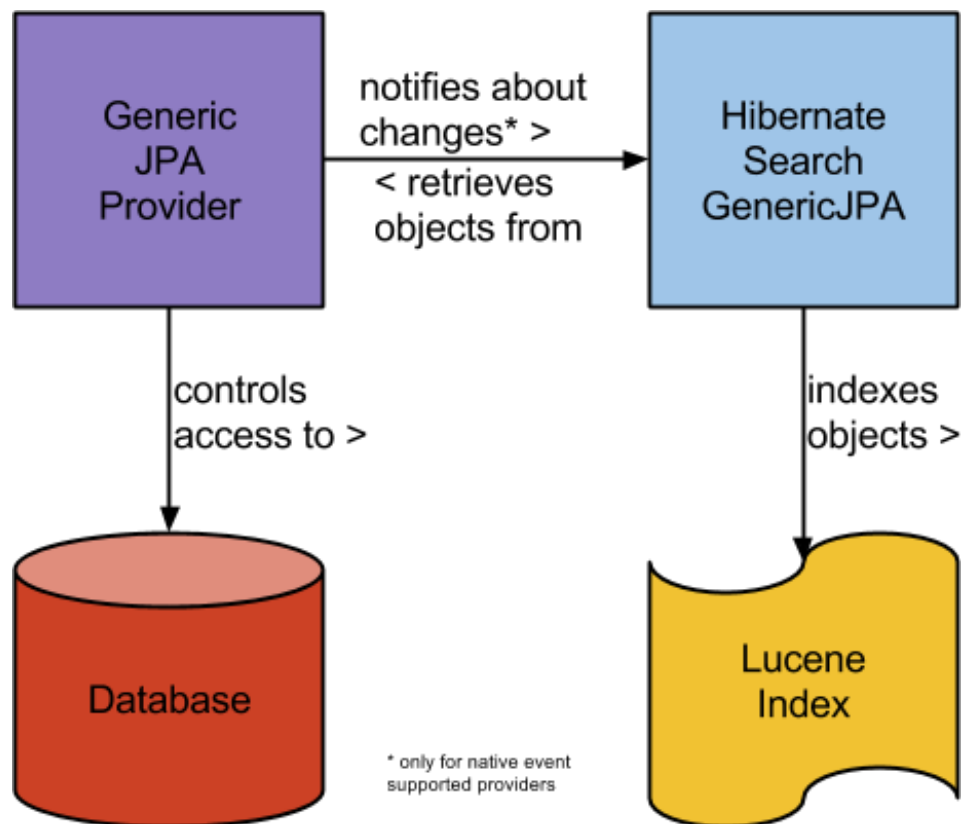 Generic
JPA
Provider
notifies about
changes* >
< retrieves
objects from
Hibernate
Search
GenericJPA
controls
access to >
indexes
objects >
Database
Lucene
Index
* only for native event
supported providers